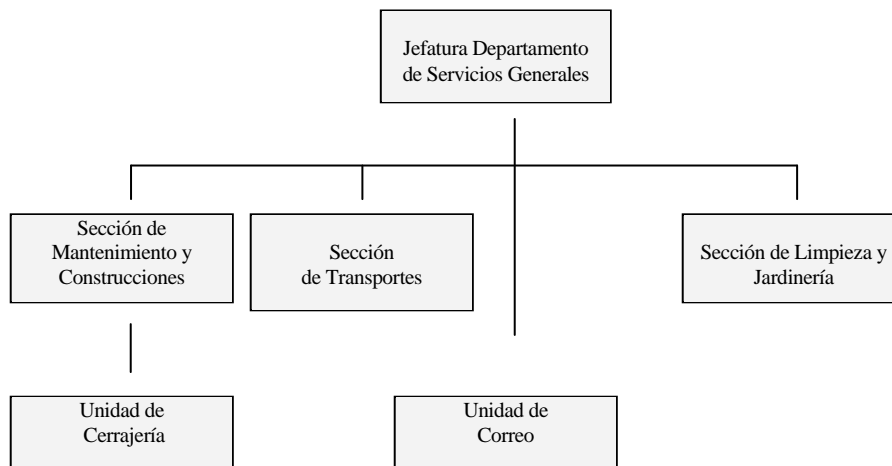 Jefatura Departamento
de Servicios Generales
Sección de
Mantenimiento y
Construcciones
Sección
de Transportes
Sección de Limpieza y
Jardinería
Unidad de
Cerrajería
Unidad de
Correo